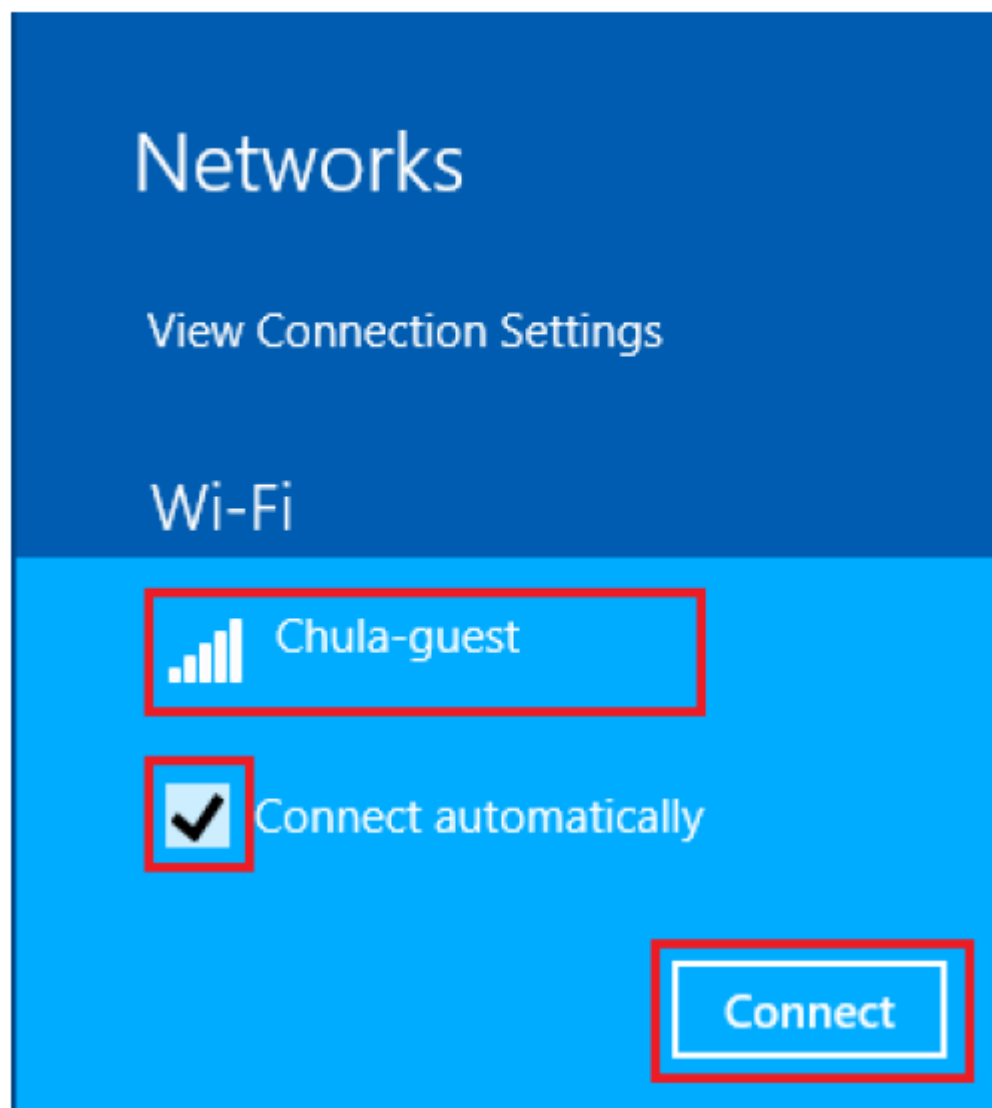 Networks
View Connection Settings
Wi-Fi
Chula-guest
Connect automatically
Connect